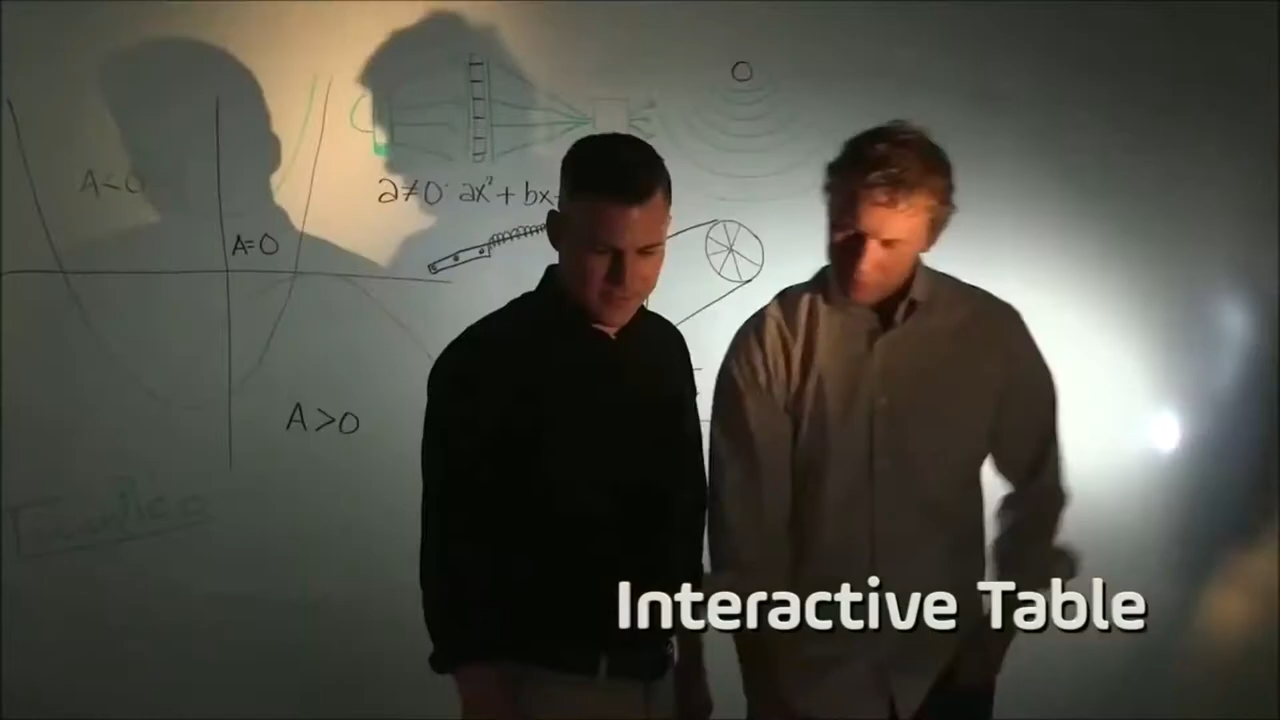 A<0
a≠0 ax²+ bx
A=0
A>0
Interactive Table